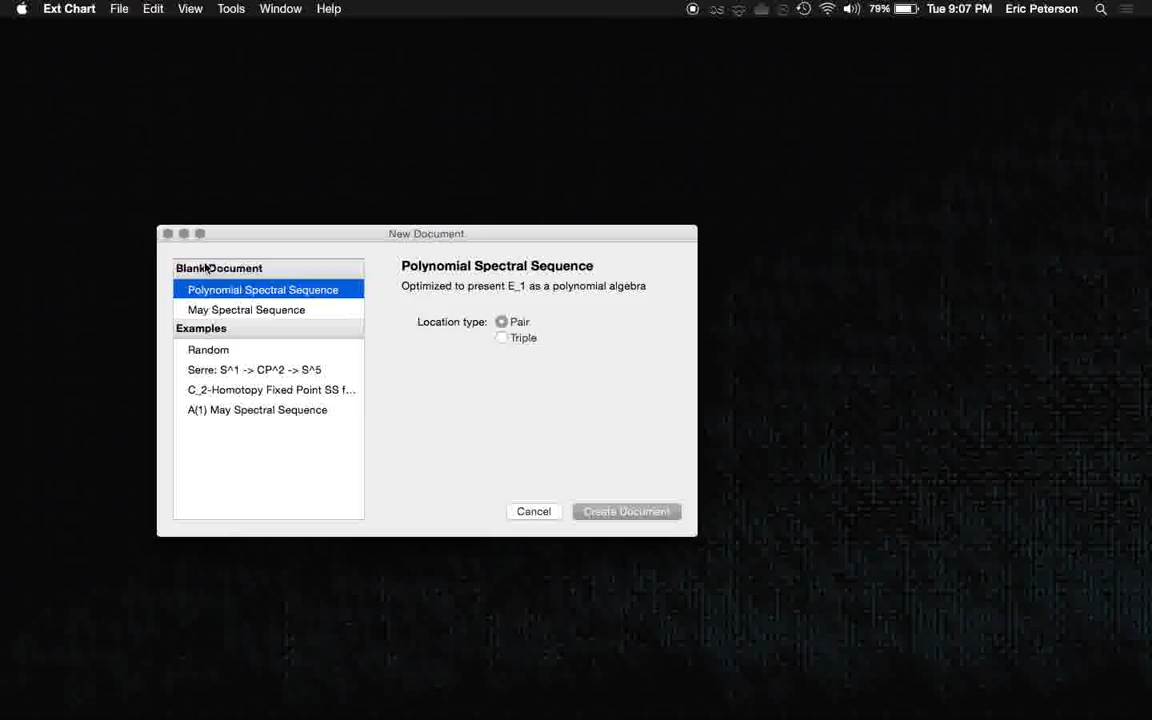 Ext Chart File Edit View Tools Window Help 79% Tue 9:07 PM Eric Peterson
New Document
Blank Document
Polynomial Spectral Sequence
May Spectral Sequence
Examples
Random
Serre: S^1 -> CP^2 -> S^5
C_2-Homotopy Fixed Point SS f...
A(1) May Spectral Sequence
Polynomial Spectral Sequence
Optimized to present E_1 as a polynomial algebra
Location type: Pair
Triple
Cancel Create Document